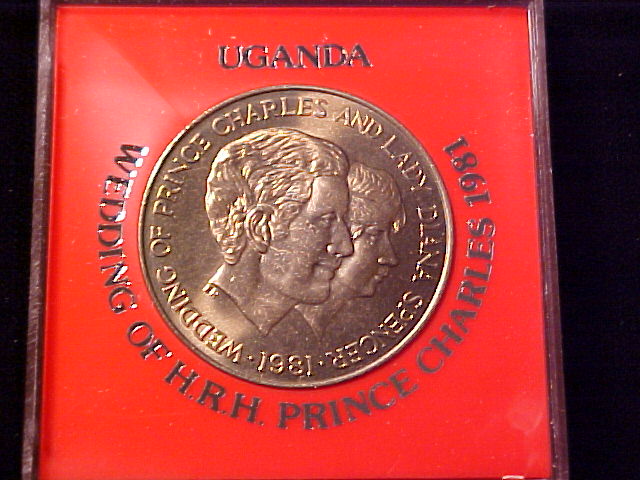 UGANDA
WEDDING OF PRINCE CHARLES AND LADY DIANA SPENCER
· 1981 ·
WEDDING OF H.R.H. PRINCE CHARLES 1981